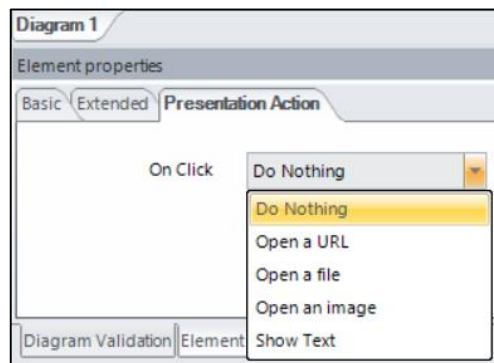 Diagram 1
Element properties
Basic Extended Presentation Action
On Click Do Nothing
Do Nothing
Open a URL
Open a file
Open an image
Diagram Validation Element Show Text